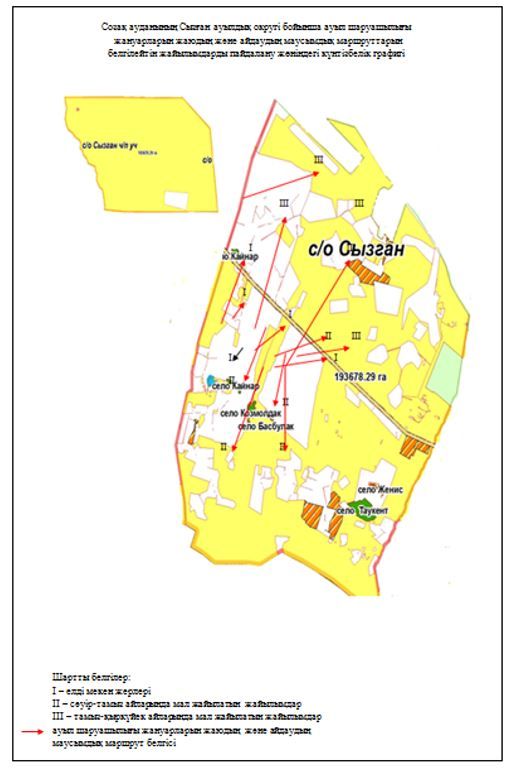 Созақ ауданының Сызған ауылдық округі бойынша ауыл шаруашылығы
жануарларын жаюдың және айдаудың маусымдық маршруттарын
белгілейтін жайылымдарды пайдалану жөніндегі күнтізбелік графигі
с/о Сызган ч/п уч
с/о
III
III
III
с/о Сызган
I
ю Кайнар
I
I
II
III
I
I
193678.29 га
II
село Кайнар
II
село Козмолдак
село Басбулак
II
II
село Женис
село Таукент
Шартты белгілер:
I – елді мекен жерлері
II – сәуір-тамыз айларында мал жайылатын жайылымдар
III – тамыз-қыркүйек айларында мал жайылатын жайылымдар
ауыл шаруашылығы жануарларын жаюдың және айдаудың
маусымдық маршрут белгісі